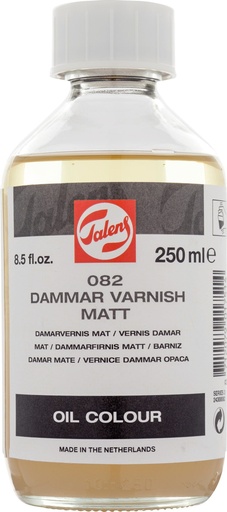 Talens
8.5 fl.oz.
250 ml e
082
DAMMAR VARNISH
MATT
DAMARVERNIS MAT / VERNIS DAMAR
MAT / DAMMARFIRNIS MATT / BARNIZ
DAMAR MATE / VERNICE DAMMAR OPACA
OIL COLOUR
MADE IN THE NETHERLANDS